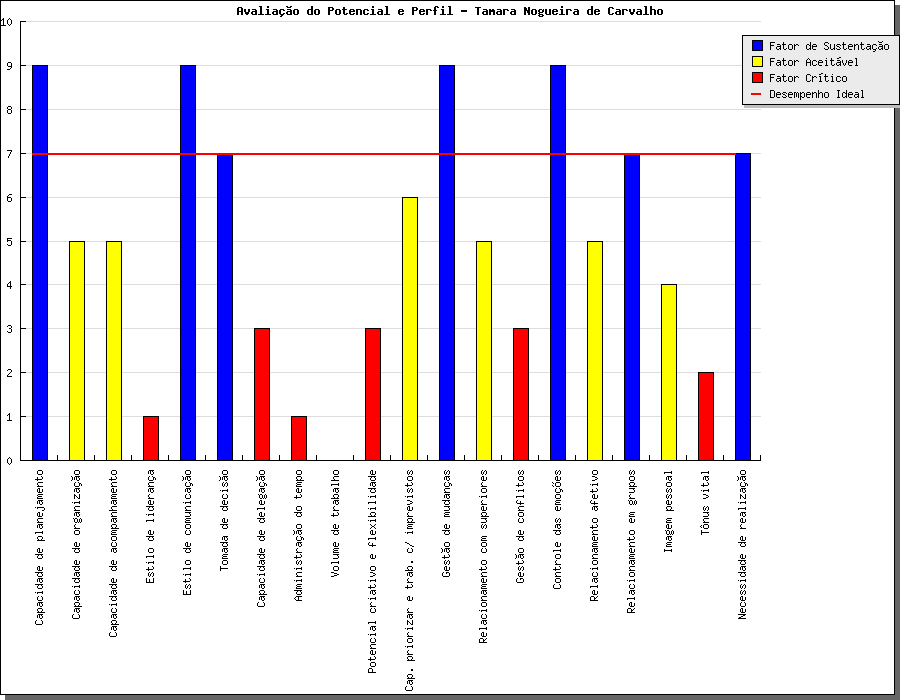 Avaliação do Potencial e Perfil - Tamara Nogueira de Carvalho
Fator de Sustentação
Fator Aceitável
Fator Crítico
Desempenho Ideal
10
9
8
7
6
5
4
3
2
1
0
Capacidade de planejamento
Capacidade de organização
Capacidade de acompanhamento
Estilo de liderança
Estilo de comunicação
Tomada de decisão
Capacidade de delegação
Administração do tempo
Volume de trabalho
Potencial criativo e flexibilidade
Cap. priorizar e trab. c/ imprevistos
Gestão de mudanças
Relacionamento com superiores
Gestão de conflitos
Controle das emoções
Relacionamento afetivo
Relacionamento em grupos
Imagem pessoal
Tônus vital
Necessidade de realização